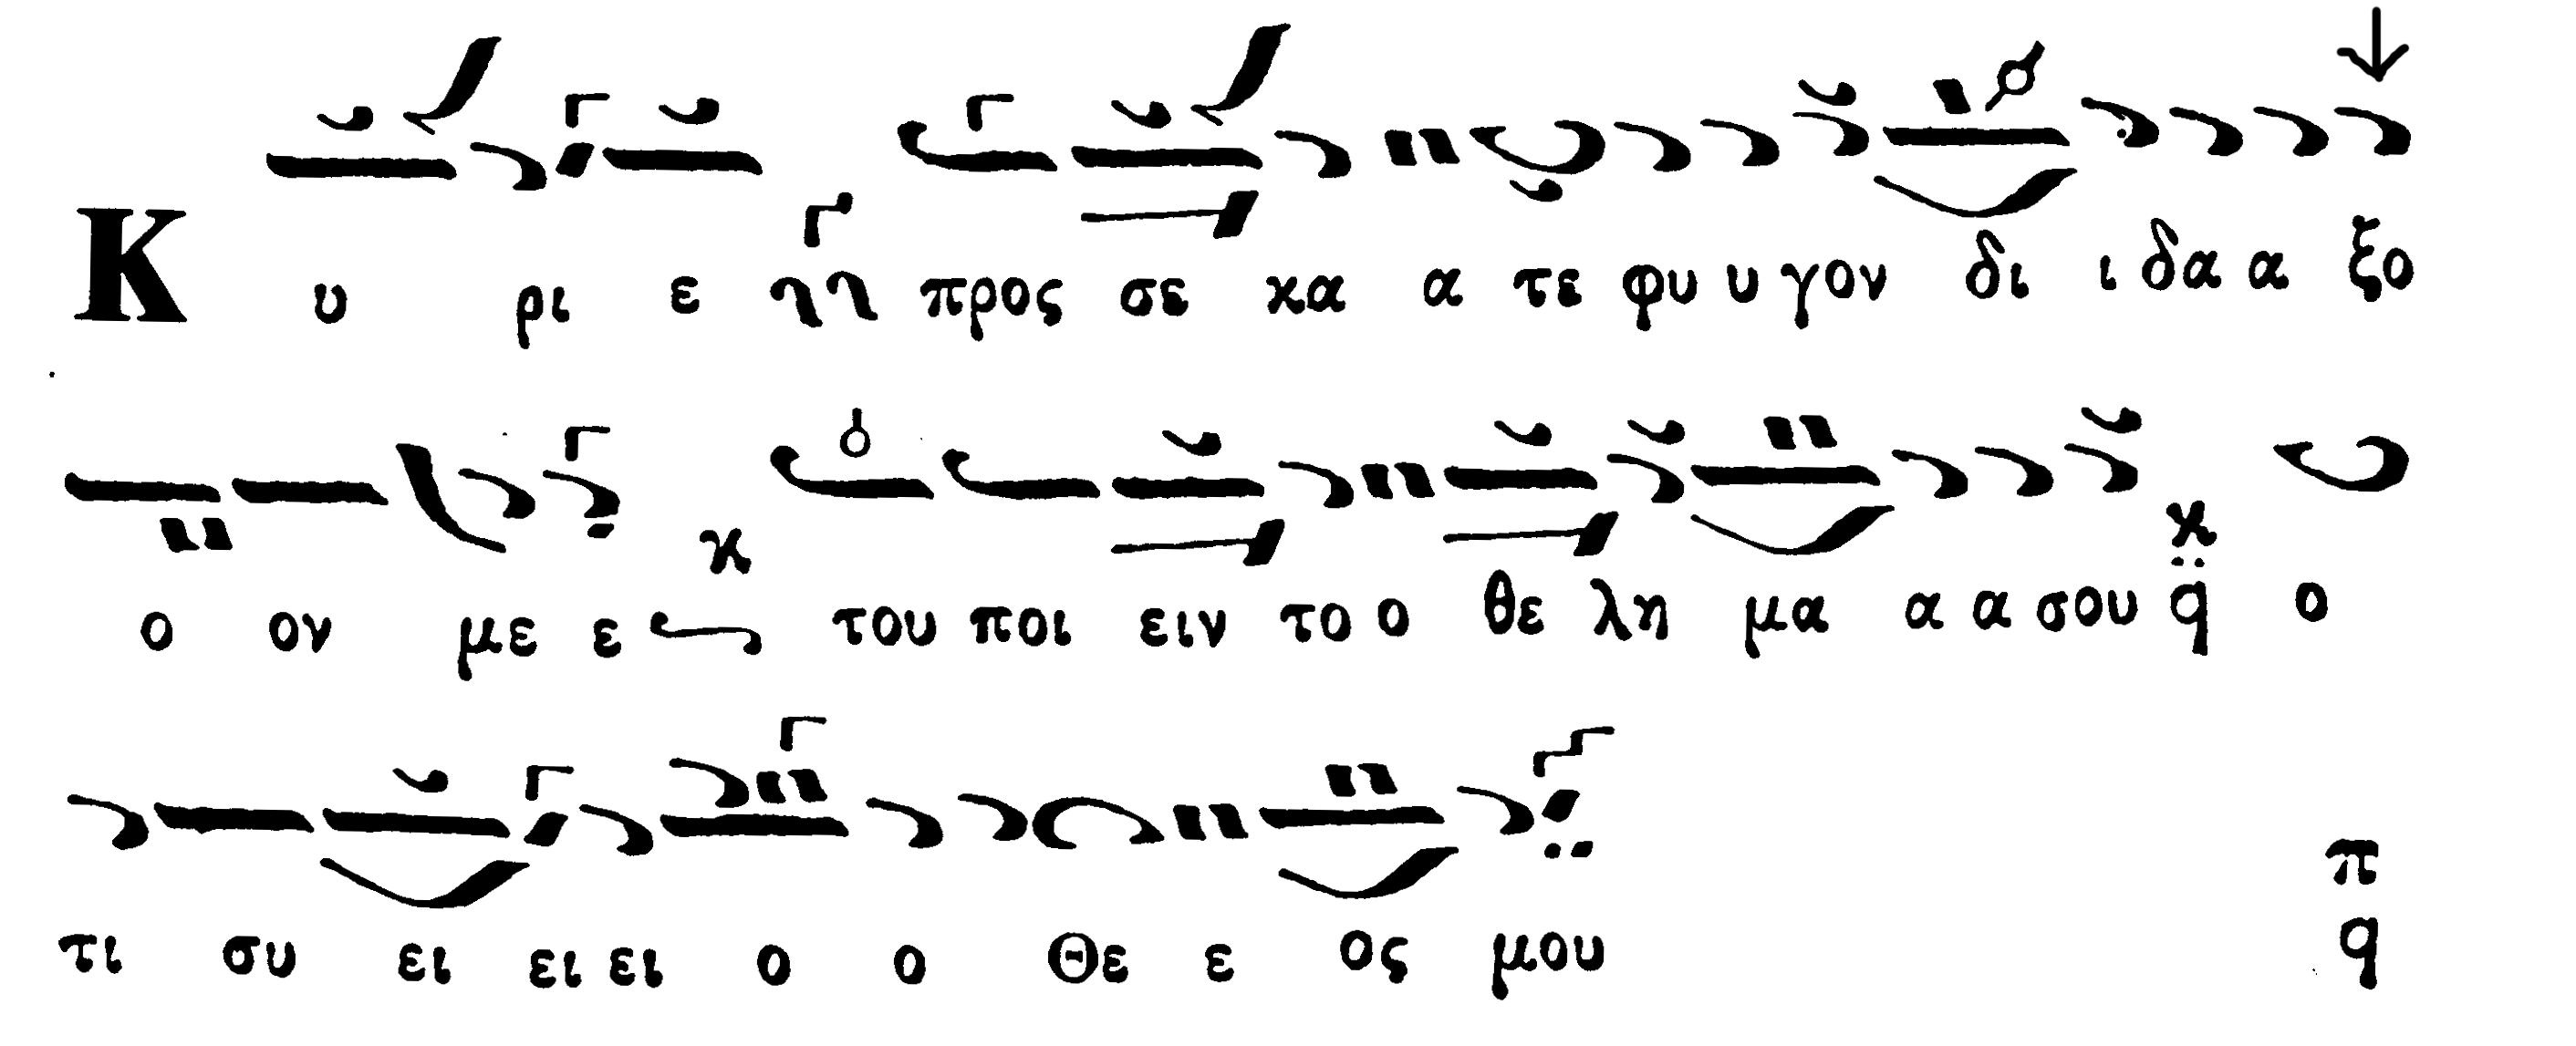 Κ υ ρι ε προς σε κα α τε φυ υ γον δι ι δα α ξο
ο ον με ε του ποι ειν το ο θε λη μα α α σου ο
τι συ ει ει ει ο ο Θε ε ος μου